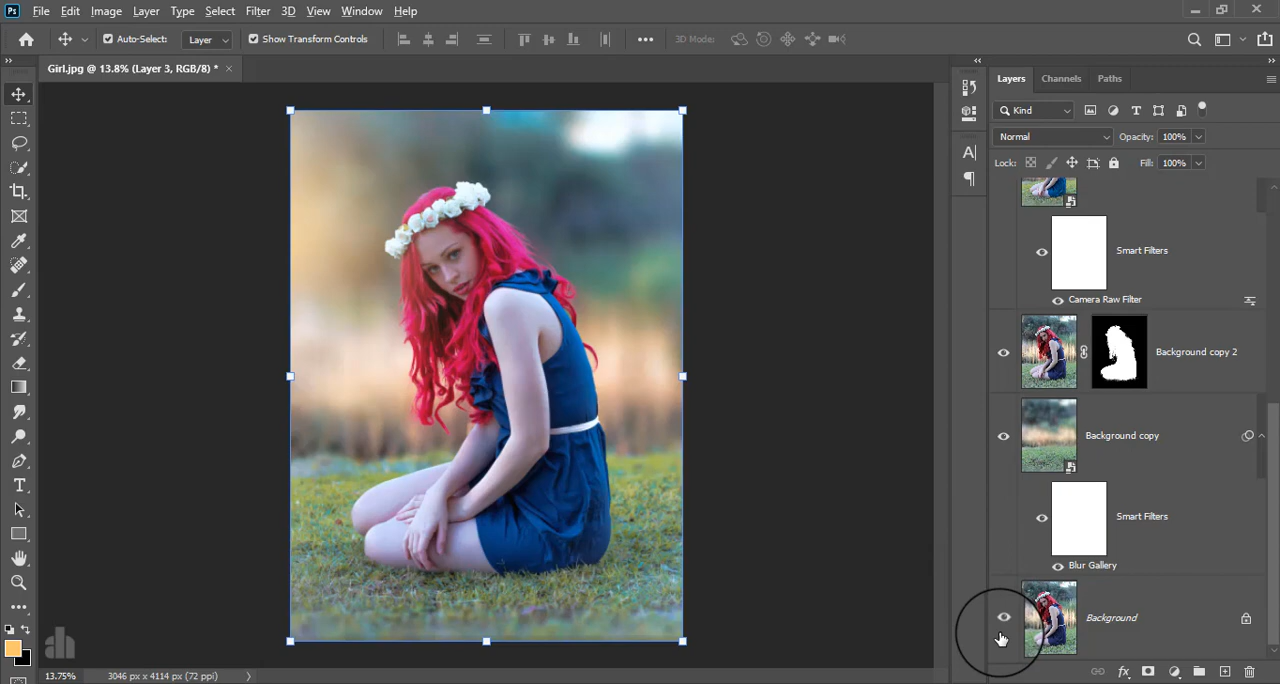 Ps File Edit Image Layer Type Select Filter 3D View Window Help
Auto-Select: Layer Show Transform Controls 3D Mode:
Girl.jpg @ 13.8% (Layer 3, RGB/8) * ×
Layers Channels Paths
Kind
Normal Opacity: 100%
Lock: Fill: 100%
Smart Filters
Camera Raw Filter
Background copy 2
Background copy
Smart Filters
Blur Gallery
Background
ah
13.75% 3046 px x 4114 px (72 ppi)